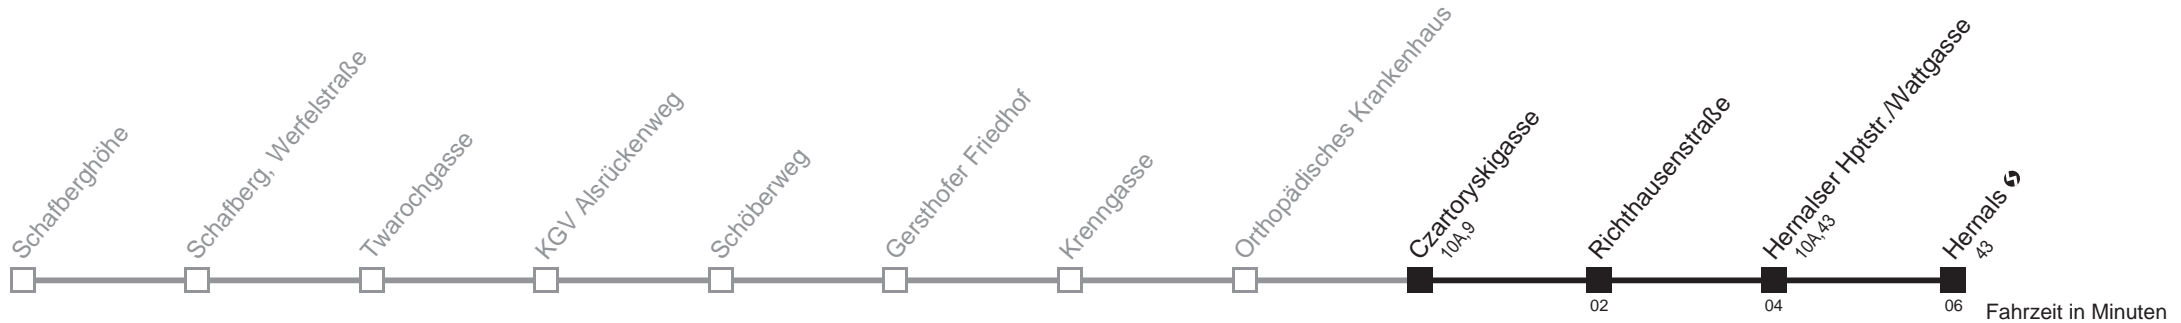 Schafberghöhe
Schafberg, Werfelstraße
Twarochgasse
KGV Alsrückenweg
Schöberweg
Gersthofer Friedhof
Krenngasse
Orthopädisches Krankenhaus
Czartoryskigasse
10A,9
Richthausenstraße
Hernalser Hptstr./Wattgasse
10A,43
Hernals
43
02
04
06
Fahrzeit in Minuten